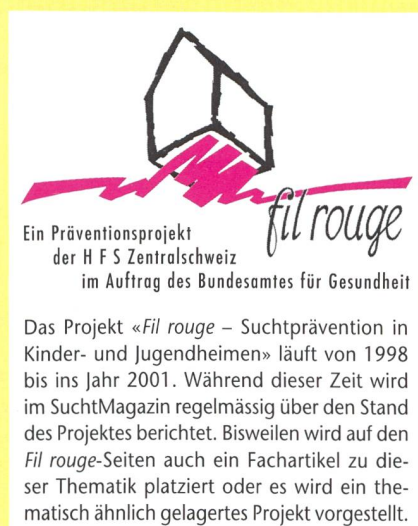 fil rouge
Ein Präventionsprojekt
der H F S Zentralschweiz
im Auftrag des Bundesamtes für Gesundheit
Das Projekt «Fil rouge – Suchtprävention in
Kinder- und Jugendheimen» läuft von 1998
bis ins Jahr 2001. Während dieser Zeit wird
im SuchtMagazin regelmässig über den Stand
des Projektes berichtet. Bisweilen wird auf den
Fil rouge-Seiten auch ein Fachartikel zu die-
ser Thematik platziert oder es wird ein the-
matisch ähnlich gelagertes Projekt vorgestellt.